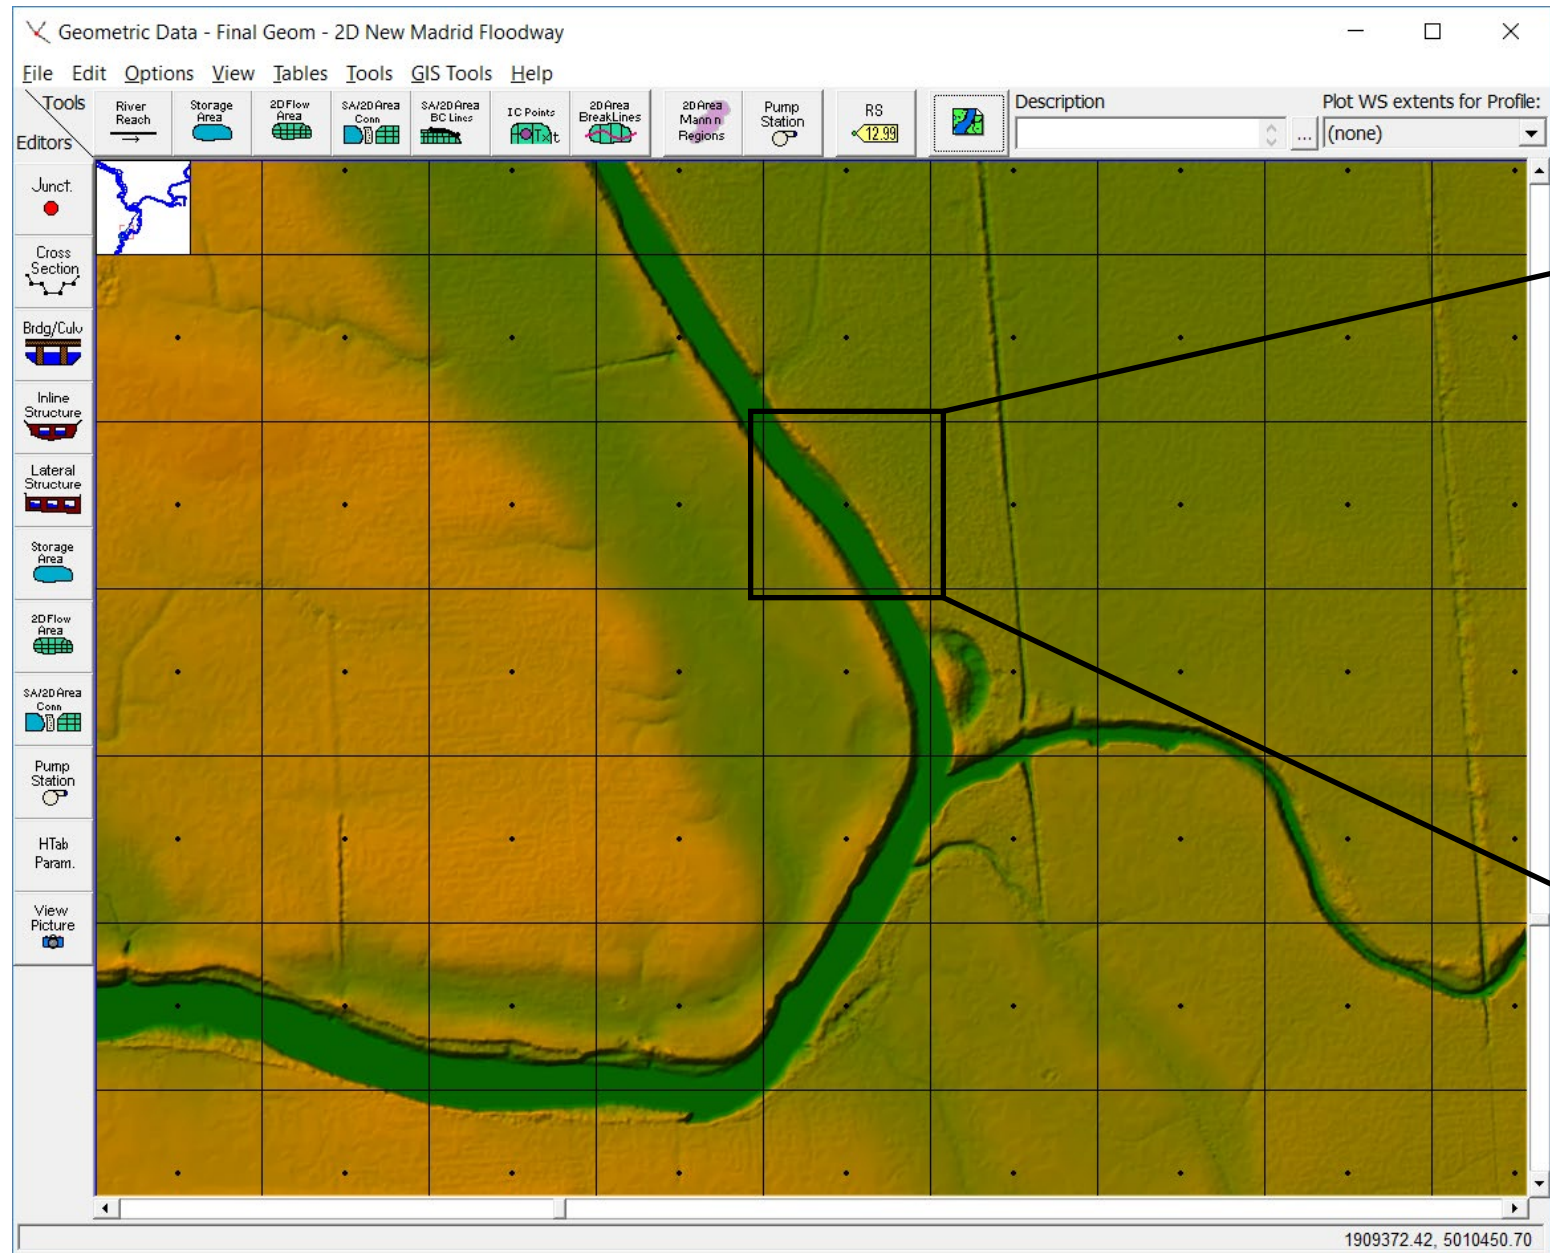 Geometric Data - Final Geom - 2D New Madrid Floodway
File Edit Options View Tables Tools GIS Tools Help
Tools
Editors
River
Reach
Storage
Area
2D Flow
Area
SA/2D Area
Conn
SA/2D Area
BC Lines
IC Points
Txt
2D Area
BreakLines
2D Area
Mann n
Regions
Pump
Station
RS
12.99
Description
...
Plot WS extents for Profile:
(none)
Junct.
Cross
Section
Brdg/Culv
Inline
Structure
Lateral
Structure
Storage
Area
2D Flow
Area
SA/2D Area
Conn
Pump
Station
HTab
Param.
View
Picture
1909372.42, 5010450.70